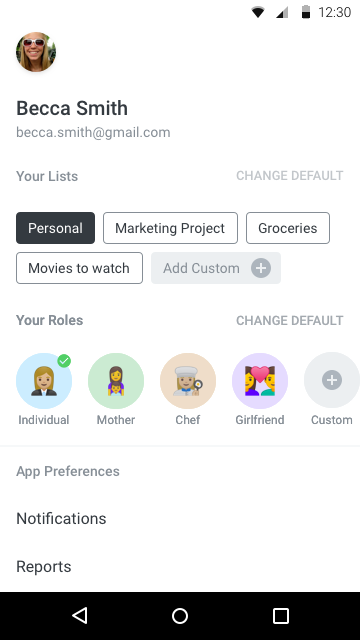 12:30
Becca Smith
becca.smith@gmail.com
Your Lists CHANGE DEFAULT
Personal Marketing Project Groceries
Movies to watch Add Custom
Your Roles CHANGE DEFAULT
Individual Mother Chef Girlfriend Custom
App Preferences
Notifications
Reports